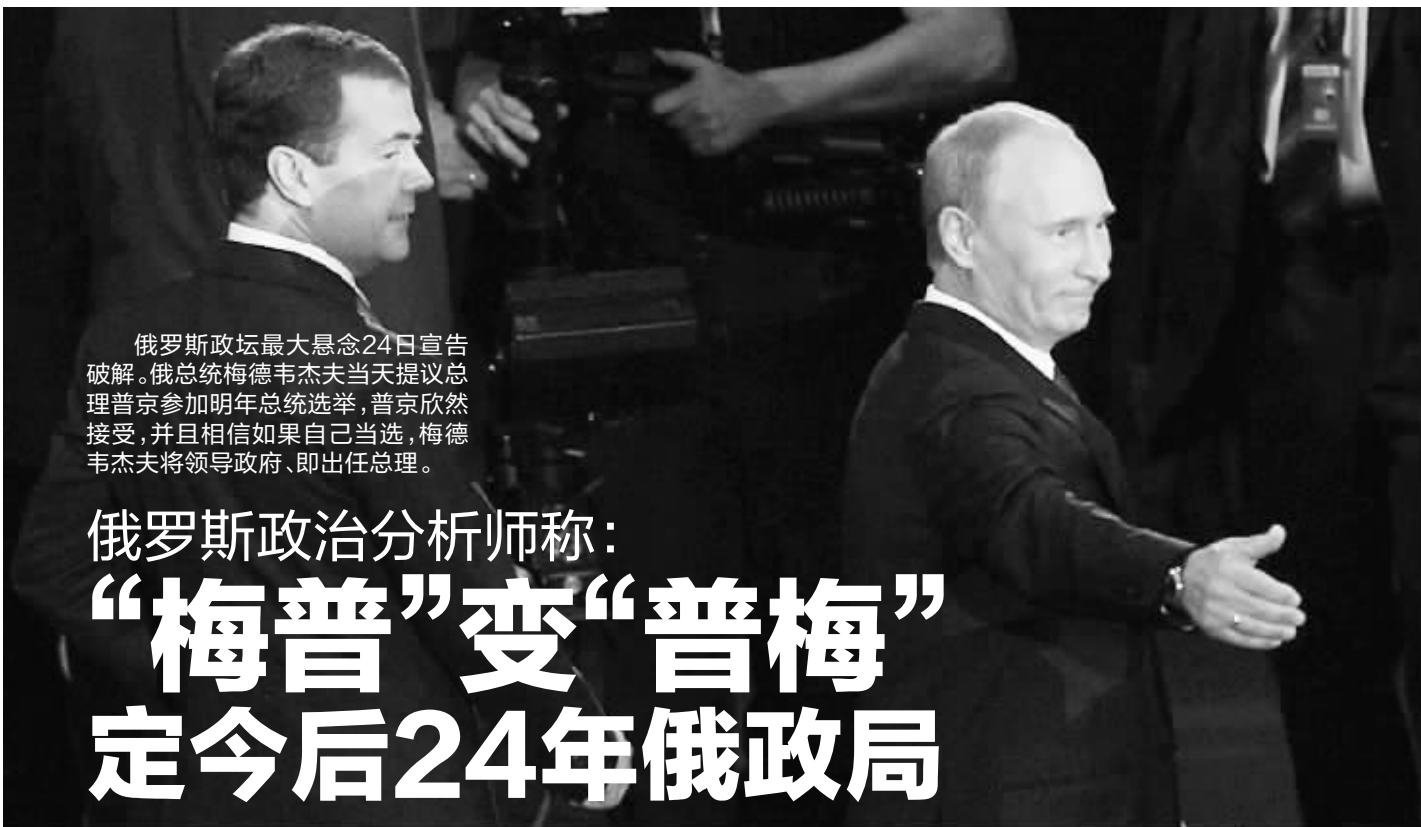 俄罗斯政坛最大悬念24日宣告
破解。俄总统梅德韦杰夫当天提议总
理普京参加明年总统选举,普京欣然
接受,并且相信如果自己当选,梅德
韦杰夫将领导政府、即出任总理。
俄罗斯政治分析师称:
“梅普”变“普梅”
定今后24年俄政局